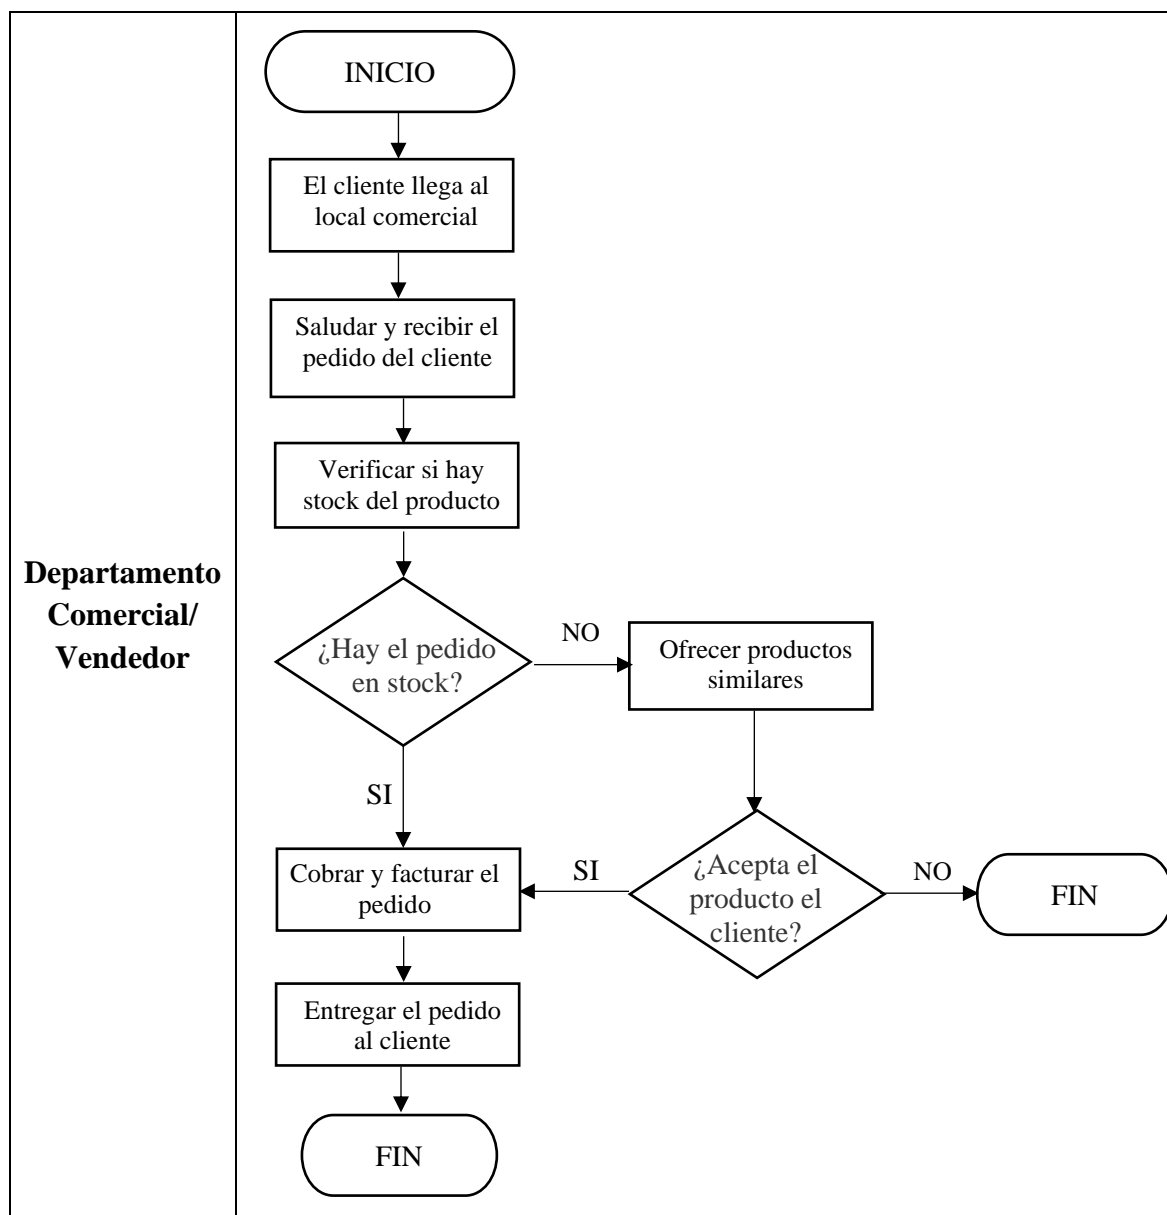 Departamento
Comercial/
Vendedor
INICIO
El cliente llega al
local comercial
Saludar y recibir el
pedido del cliente
Verificar si hay
stock del producto
¿Hay el pedido
en stock?
NO
Ofrecer productos
similares
SI
Cobrar y facturar el
pedido
SI
¿Acepta el
producto el
cliente?
NO
FIN
Entregar el pedido
al cliente
FIN